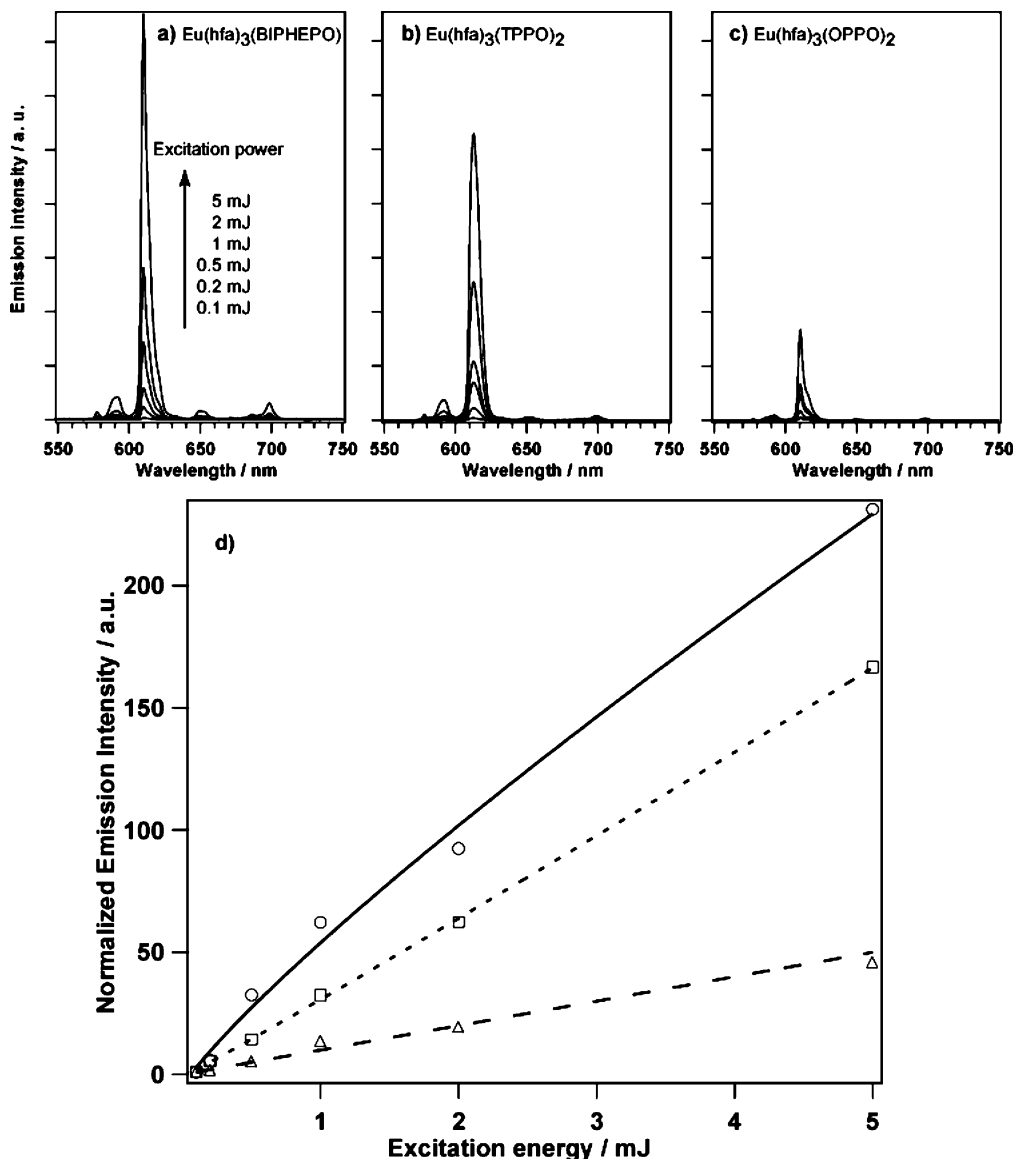 a) Eu(hfa)3(BIPHEPO)
b) Eu(hfa)3(TPPO)2
c) Eu(hfa)3(OPPO)2
Emission intensity / a. u.
Excitation power
5 mJ
2 mJ
1 mJ
0.5 mJ
0.2 mJ
0.1 mJ
550 600 650 700 750
550 600 650 700 750
550 600 650 700 750
Wavelength / nm
Wavelength / nm
Wavelength / nm
d)
Normalized Emission Intensity / a.u.
200
150
100
50
0
1 2 3 4 5
Excitation energy / mJ